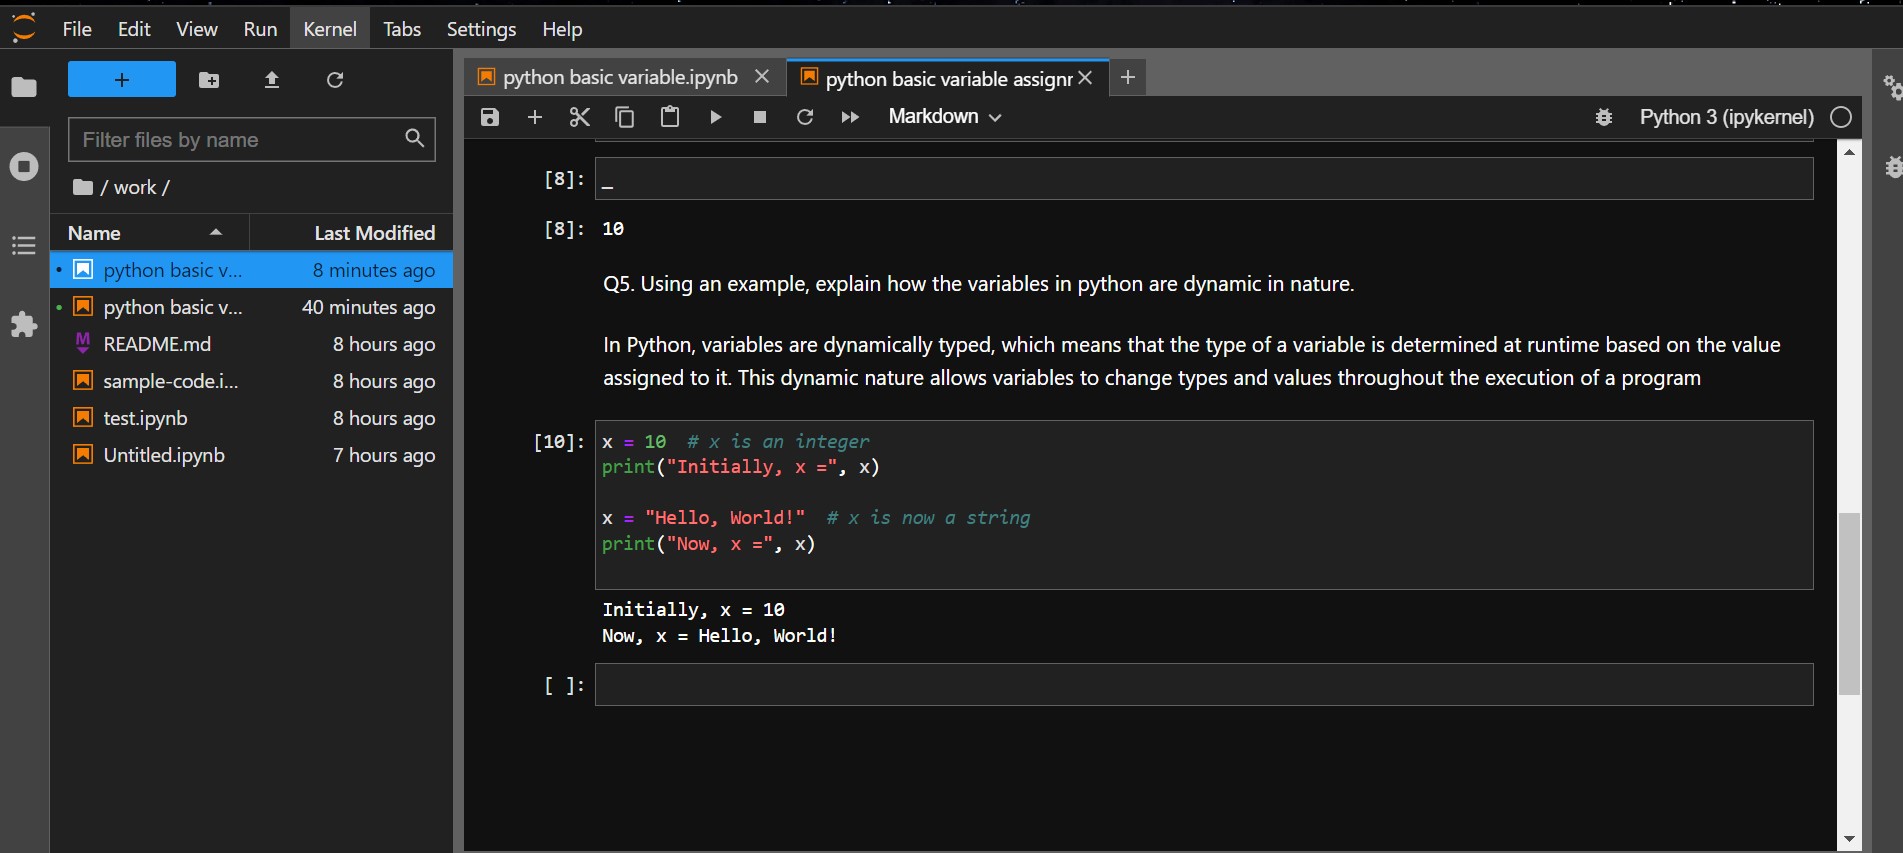 File Edit View Run Kernel Tabs Settings Help
+
Filter files by name
/ work /
Name Last Modified
python basic v... 8 minutes ago
python basic v... 40 minutes ago
README.md 8 hours ago
sample-code.i... 8 hours ago
test.ipynb 8 hours ago
Untitled.ipynb 7 hours ago
python basic variable.ipynb
python basic variable assignr
Markdown
Python 3 (ipykernel)
[8]: _
[8]: 10
Q5. Using an example, explain how the variables in python are dynamic in nature.
In Python, variables are dynamically typed, which means that the type of a variable is determined at runtime based on the value
assigned to it. This dynamic nature allows variables to change types and values throughout the execution of a program
[10]: x = 10 # x is an integer
print("Initially, x =", x)
x = "Hello, World!" # x is now a string
print("Now, x =", x)
Initially, x = 10
Now, x = Hello, World!
[ ]: